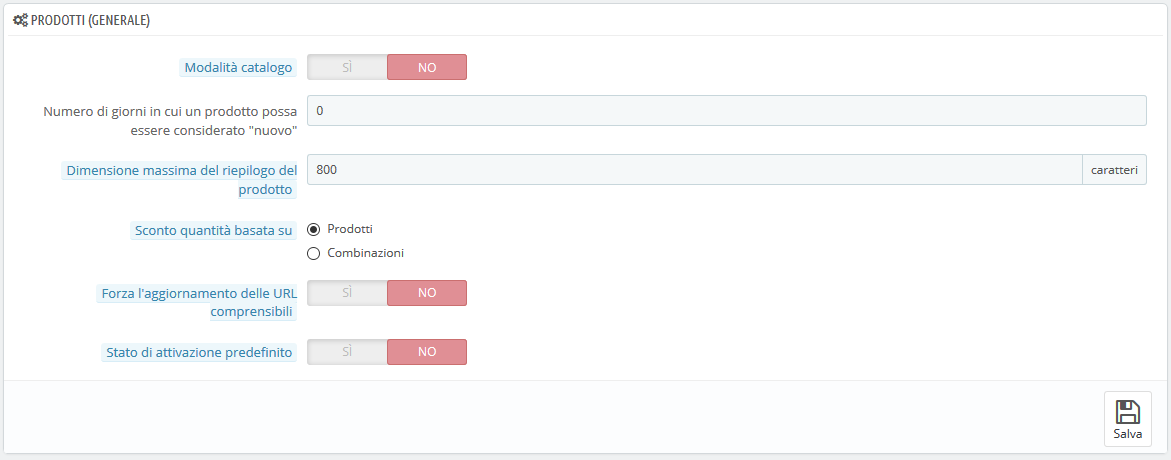 PRODOTTI (GENERALE)
Modalità catalogo
SÌ
NO
Numero di giorni in cui un prodotto possa
essere considerato "nuovo"
0
Dimensione massima del riepilogo del
prodotto
800
caratteri
Sconto quantità basata su
Prodotti
Combinazioni
Forza l'aggiornamento delle URL
comprensibili
SÌ
NO
Stato di attivazione predefinito
SÌ
NO
Salva